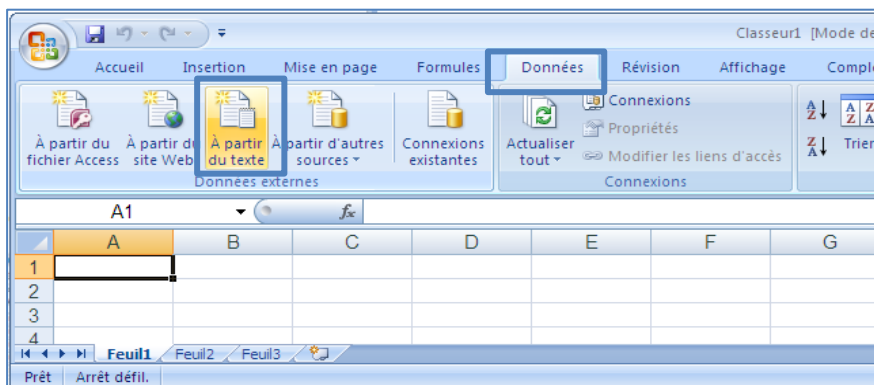 Classeur1 [Mode de
Accueil Insertion Mise en page Formules Données Révision Affichage Complé
À partir du fichier Access
À partir du site Web
À partir du texte
À partir d'autres sources
Connexions existantes
Données externes
Actualiser tout
Connexions
Propriétés
Modifier les liens d'accès
Connexions
A Z
Z A
A Z
Z A
Trier
A1 fx
A B C D E F G
1
2
3
4
Feuil1 Feuil2 Feuil3
Prêt Arrêt défil.